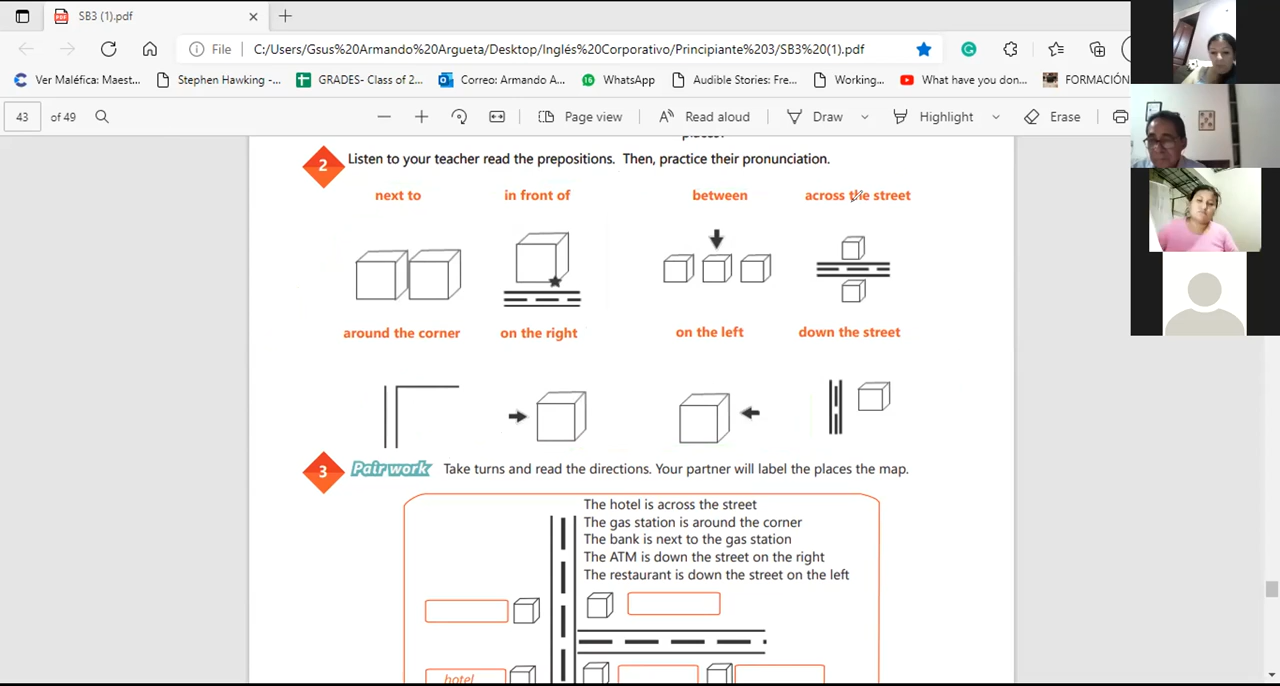 SB3 (1).pdf
File
C:/Users/Gsus%20Armando%20Argueta/Desktop/Inglés%20Corporativo/Principiante%203/SB3%20(1).pdf
Ver Maléfica: Maest...
Stephen Hawking -...
GRADES- Class of 2...
Correo: Armando A...
WhatsApp
Audible Stories: Fre...
Working...
What have you don...
FORMACIÓN
43 of 49
Page view
Read aloud
Draw
Highlight
Erase
places?
2 Listen to your teacher read the prepositions. Then, practice their pronunciation.
next to in front of between across the street
around the corner on the right on the left down the street
3 Pair work Take turns and read the directions. Your partner will label the places the map.
The hotel is across the street
The gas station is around the corner
The bank is next to the gas station
The ATM is down the street on the right
The restaurant is down the street on the left
hotel